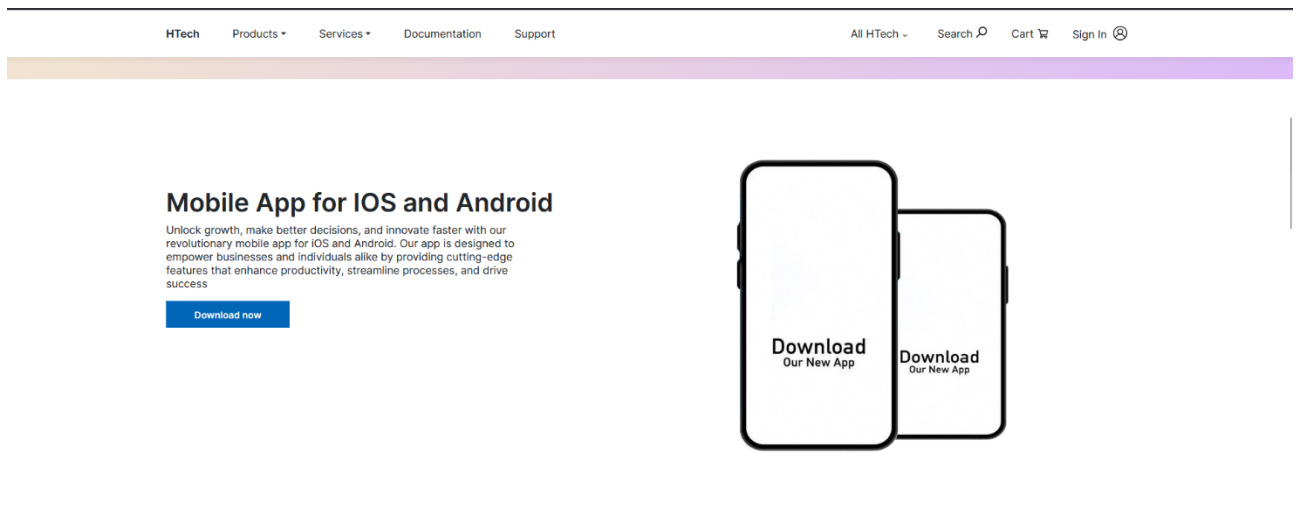 HTech Products Services Documentation Support All HTech Search Cart Sign In
Mobile App for IOS and Android
Unlock growth, make better decisions, and innovate faster with our
revolutionary mobile app for iOS and Android. Our app is designed to
empower businesses and individuals alike by providing cutting-edge
features that enhance productivity, streamline processes, and drive
success
Download now
Download
Our New App
Download
Our New App